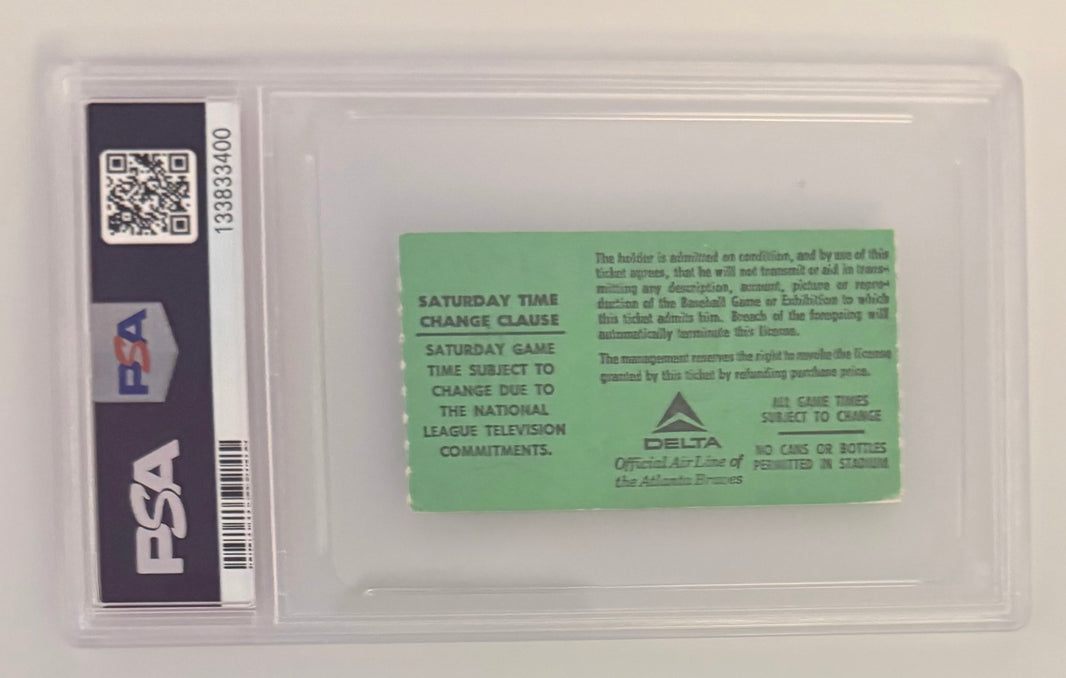 133833400
PSA
PSA
SATURDAY TIME
CHANGE CLAUSE
SATURDAY GAME
TIME SUBJECT TO
CHANGE DUE TO
THE NATIONAL
LEAGUE TELEVISION
COMMITMENTS.
The holder is admitted on condition, and by use of this
ticket agrees, that he will not transmit or aid in trans-
mitting any description, account, picture or repro-
duction of the Baseball Game or Exhibition to which
this ticket admits him. Breach of the foregoing will
automatically terminate this license.
The management reserves the right to revoke the license
granted by this ticket by refunding purchase price.
DELTA
Official Air Line of
the Atlanta Braves
ALL GAME TIMES
SUBJECT TO CHANGE
NO CANS OR BOTTLES
PERMITTED IN STADIUM